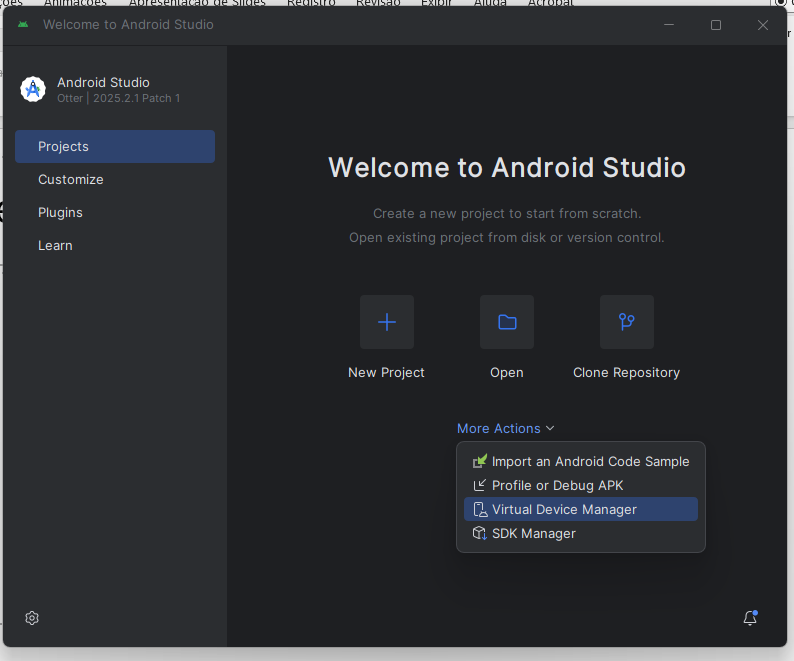 Animações
Apresentação de Slides
Registro
Revisão
Exibir
Ajuda
Acrobat
Welcome to Android Studio
Android Studio
Otter | 2025.2.1 Patch 1
Projects
Customize
Plugins
Learn
Welcome to Android Studio
Create a new project to start from scratch.
Open existing project from disk or version control.
New Project
Open
Clone Repository
More Actions
Import an Android Code Sample
Profile or Debug APK
Virtual Device Manager
SDK Manager